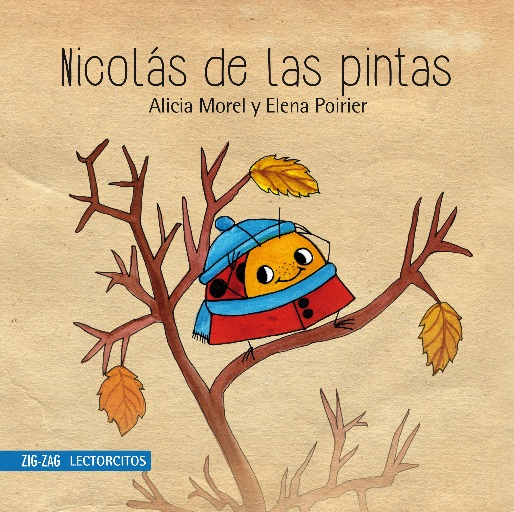 Nicolás de las pintas
Alicia Morel y Elena Poirier
ZIG-ZAG LECTORCITOS